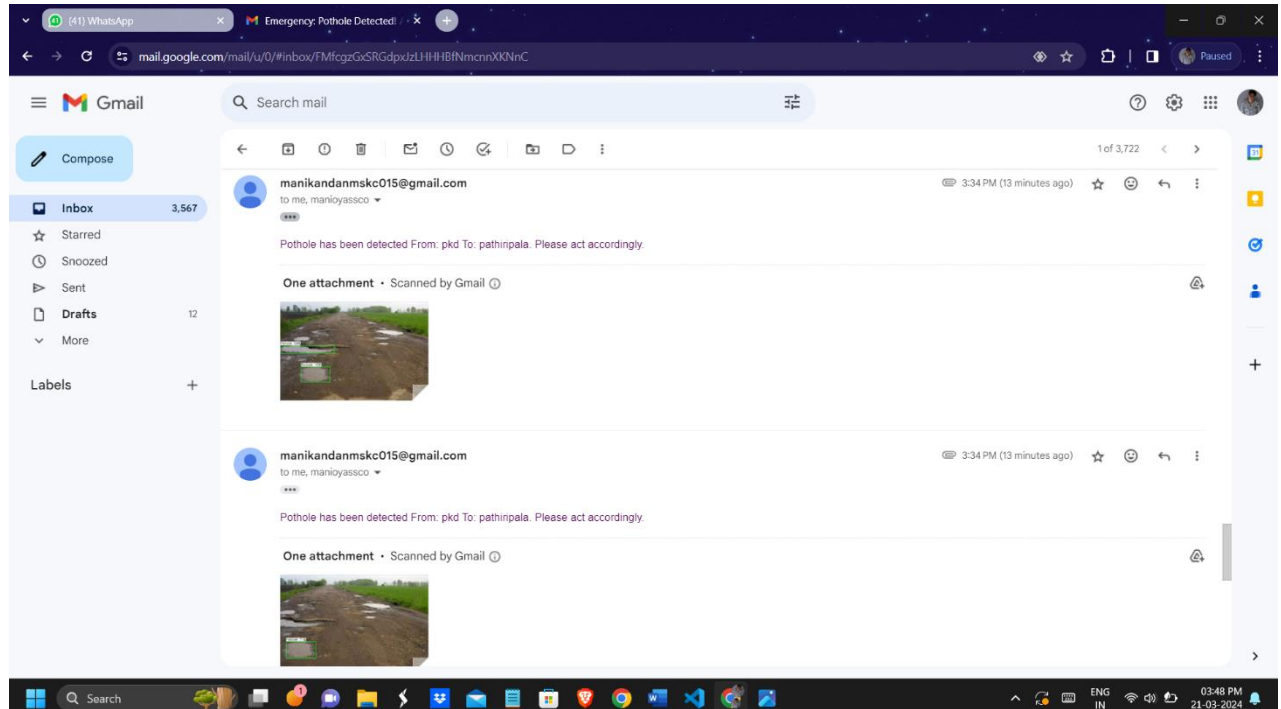 (41) WhatsApp
Emergency: Pothole Detected! /
mail.google.com/mail/u/0/#inbox/FMfcgzGxSRGdpxJzLHHHBfNmcnnXKNnC
Paused
Gmail
Search mail
Compose
1 of 3,722
Inbox 3,567
Starred
Snoozed
Sent
Drafts 12
More
Labels
manikandanmskc015@gmail.com
3:34 PM (13 minutes ago)
to me, manioyassco
Pothole has been detected From: pkd To: pathiripala. Please act accordingly.
One attachment • Scanned by Gmail
manikandanmskc015@gmail.com
3:34 PM (13 minutes ago)
to me, manioyassco
Pothole has been detected From: pkd To: pathiripala. Please act accordingly.
One attachment • Scanned by Gmail
Search
ENG
IN
03:48 PM
21-03-2024